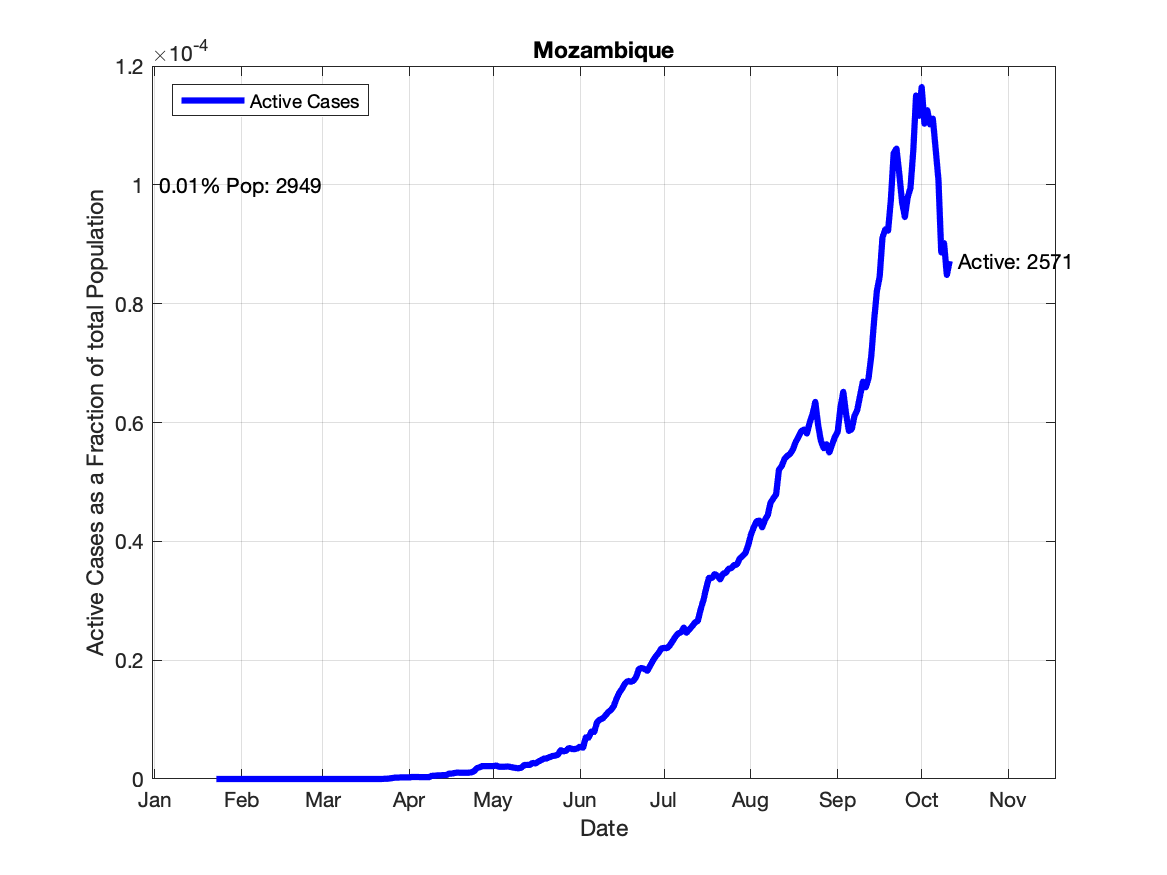 Mozambique
×10-4
1.2
Active Cases
1
0.01% Pop: 2949
0.8
Active: 2571
0.6
0.4
0.2
0
Jan Feb Mar Apr May Jun Jul Aug Sep Oct Nov
Date
Active Cases as a Fraction of total Population